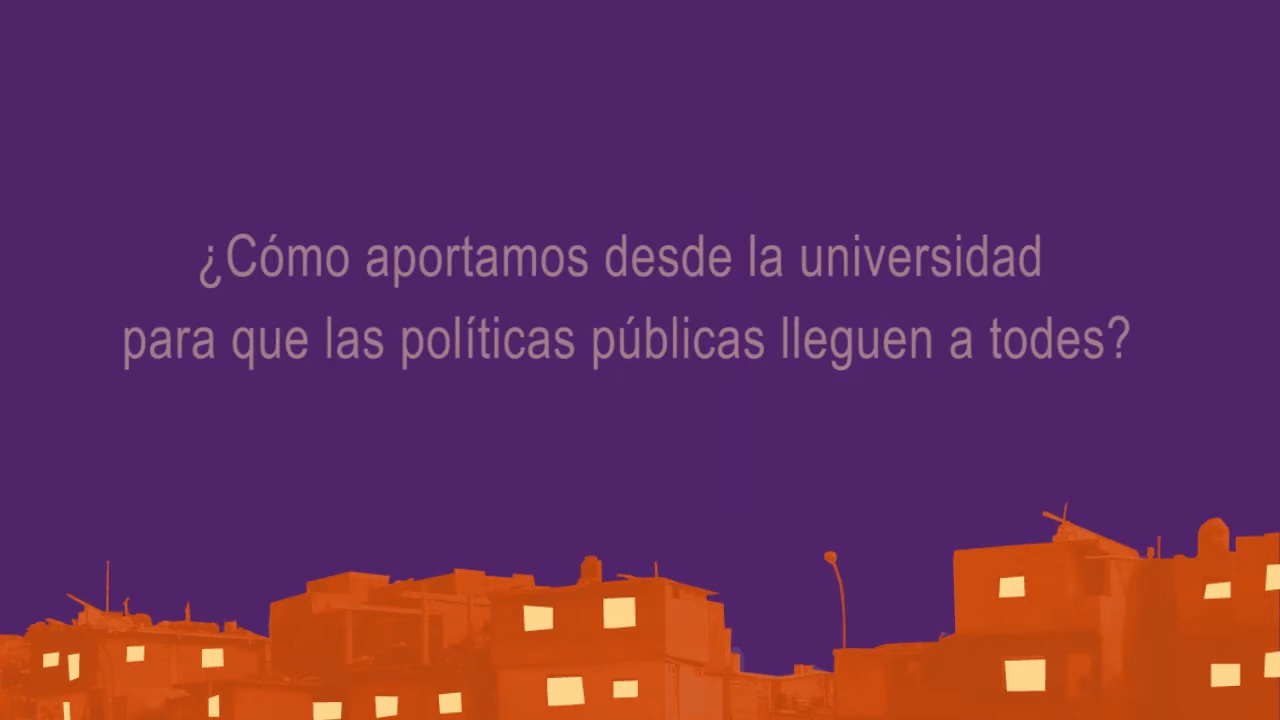 ¿Cómo aportamos desde la universidad
para que las políticas públicas lleguen a todes?